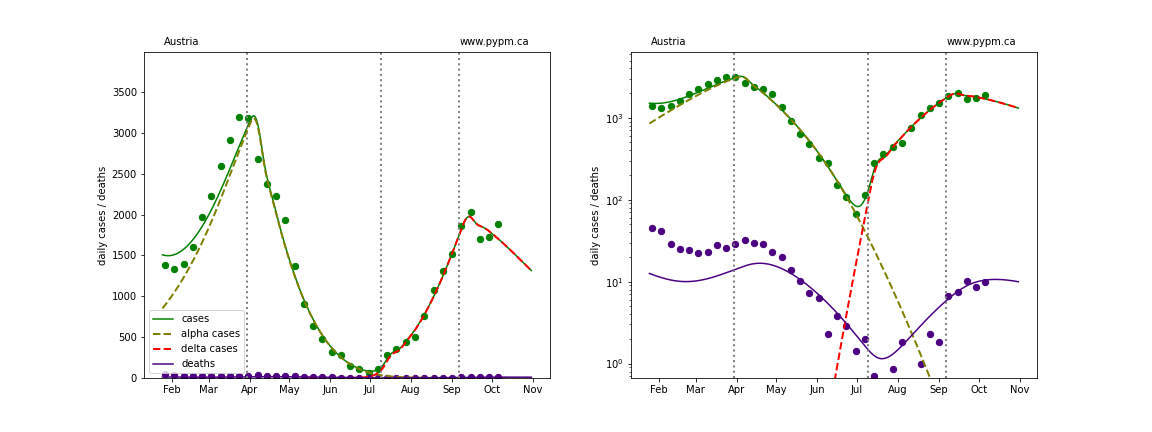 Austria
www.pypm.ca
daily cases / deaths
3500
3000
2500
2000
1500
1000
500
0
cases
alpha cases
delta cases
deaths
Feb Mar Apr May Jun Jul Aug Sep Oct Nov
Austria
www.pypm.ca
daily cases / deaths
10³
10²
10¹
10⁰
Feb Mar Apr May Jun Jul Aug Sep Oct Nov